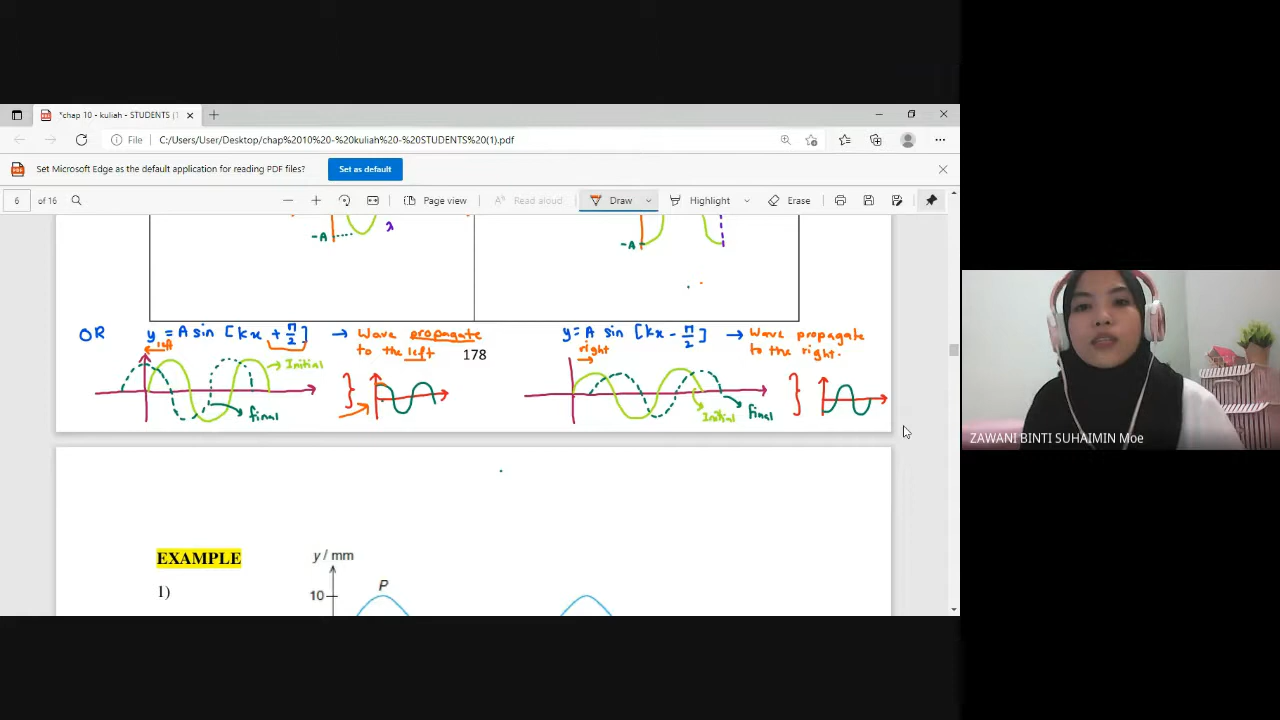 *chap 10 - kuliah - STUDENTS (1
File
C:/Users/User/Desktop/chap%2010%20-%20kuliah%20-%20STUDENTS%20(1).pdf
Set Microsoft Edge as the default application for reading PDF files?
Set as default
6 of 16
Page view
Read aloud
Draw
Highlight
Erase
-A
λ
-A
OR y = A sin [kx + π/2] → Wave propagate to the left
left
Initial
final
178
y = A sin [kx - π/2] → Wave propagate to the right.
right
Initial
final
EXAMPLE
1)
y / mm
P
10
ZAWANI BINTI SUHAIMIN Moe